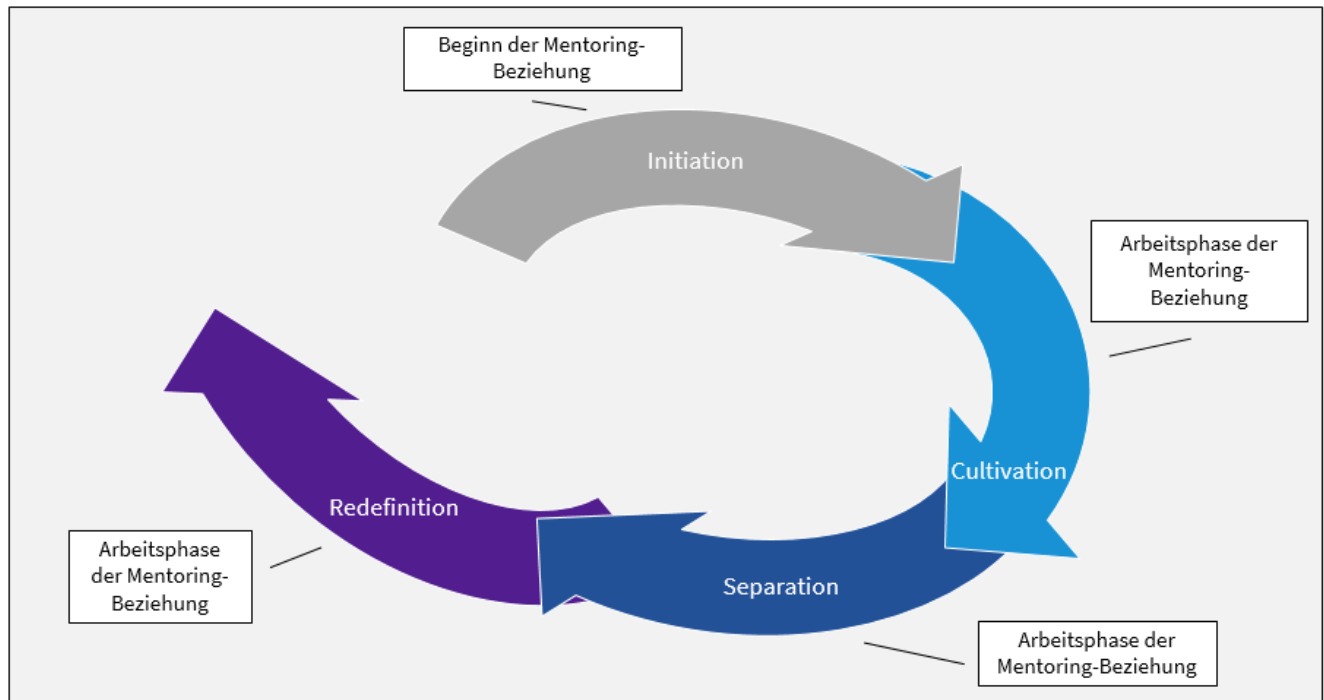 Beginn der Mentoring-
Beziehung
Initiation
Arbeitsphase der
Mentoring-
Beziehung
Cultivation
Separation
Arbeitsphase der
Mentoring-Beziehung
Redefinition
Arbeitsphase
der Mentoring-
Beziehung